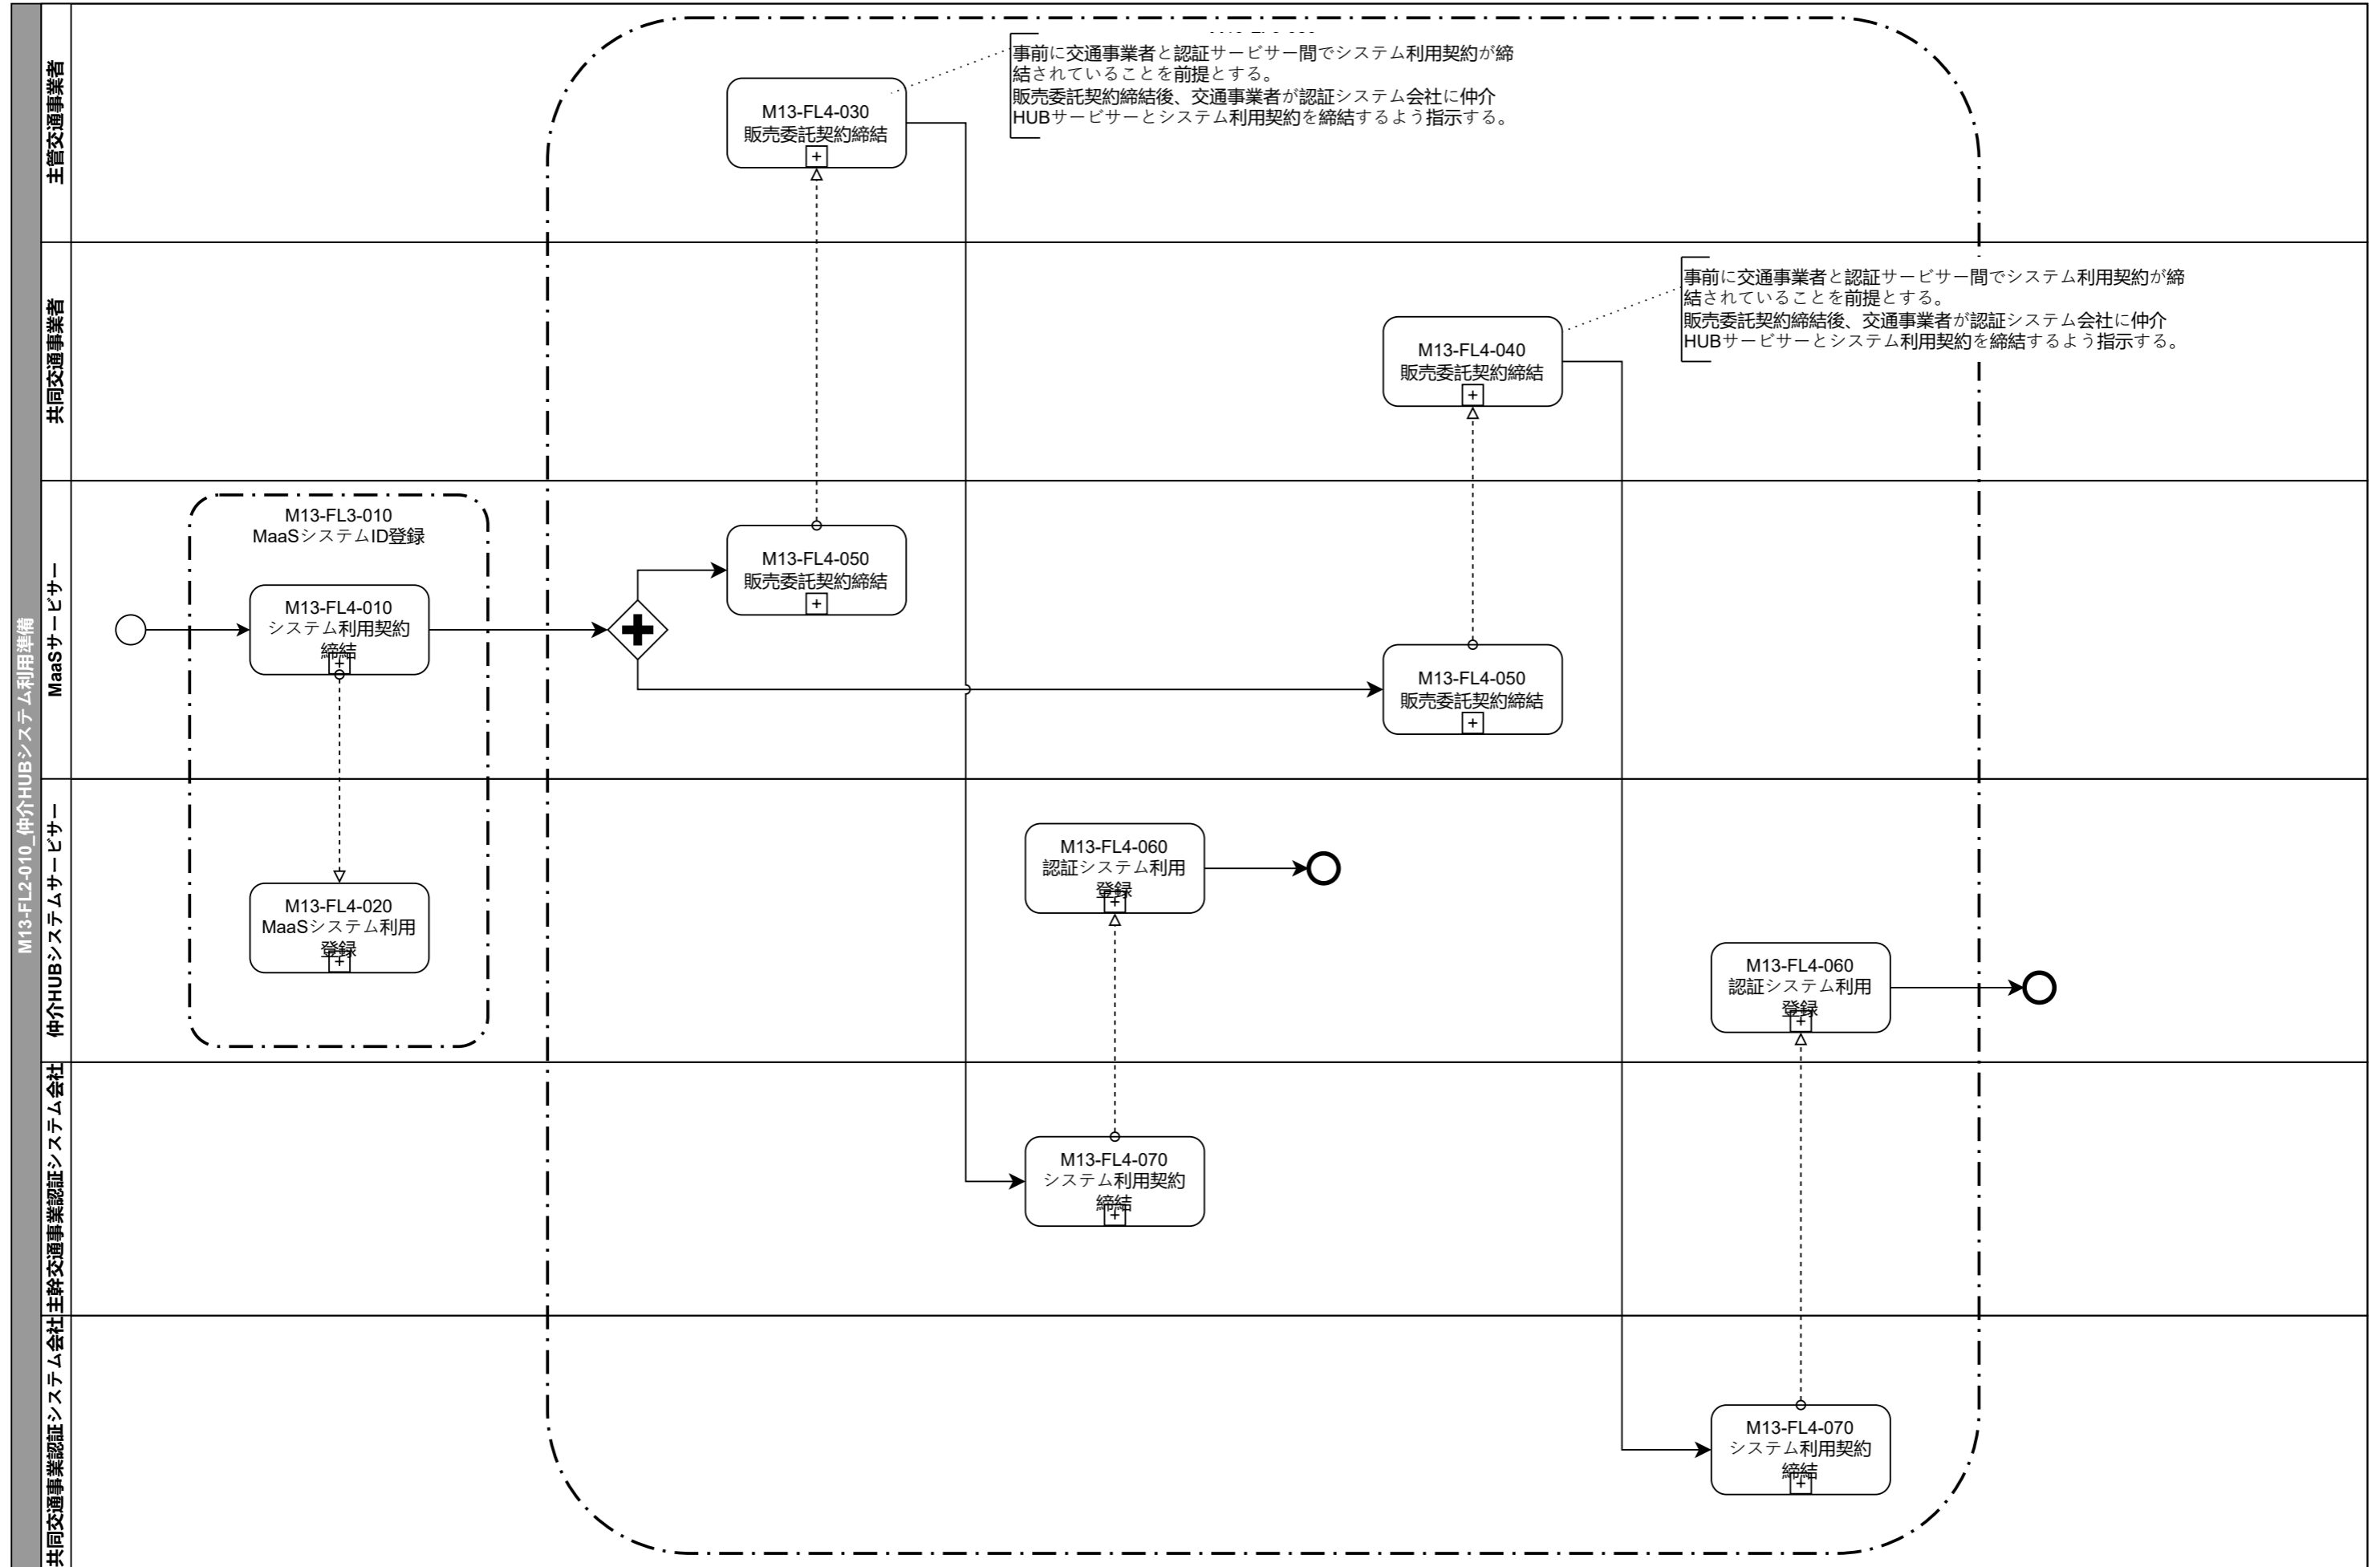 M13-FL2-010_仲介HUBシステム利用準備
主管交通事業者
事前に交通事業者と認証サービサー間でシステム利用契約が締
結されていることを前提とする。
販売委託契約締結後、交通事業者が認証システム会社に仲介
HUBサービサーとシステム利用契約を締結するよう指示する。
M13-FL4-030
販売委託契約締結
共同交通事業者
事前に交通事業者と認証サービサー間でシステム利用契約が締
結されていることを前提とする。
販売委託契約締結後、交通事業者が認証システム会社に仲介
HUBサービサーとシステム利用契約を締結するよう指示する。
M13-FL4-040
販売委託契約締結
MaaSサービサー
M13-FL3-010
MaaSシステムID登録
M13-FL4-010
システム利用契約
締結
M13-FL4-050
販売委託契約締結
M13-FL4-050
販売委託契約締結
仲介HUBシステムサービサー
M13-FL4-020
MaaSシステム利用
登録
M13-FL4-060
認証システム利用
登録
M13-FL4-060
認証システム利用
登録
主幹交通事業認証システム会社
M13-FL4-070
システム利用契約
締結
共同交通事業認証システム会社
M13-FL4-070
システム利用契約
締結